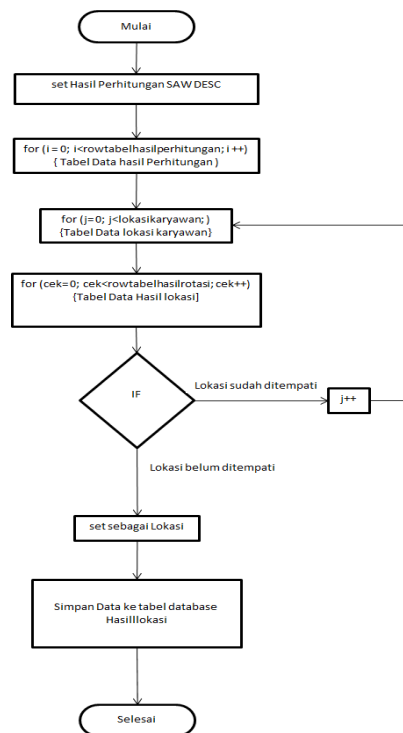 Mulai
set Hasil Perhitungan SAW DESC
for (i = 0; i<rowtabelhasilperhitungan; i ++)
{ Tabel Data hasil Perhitungan }
for (j=0; j<lokasikaryawan; )
{Tabel Data lokasi karyawan}
for (cek=0; cek<rowtabelhasilrotasi; cek++)
{Tabel Data Hasil lokasi]
IF
Lokasi sudah ditempati
j++
Lokasi belum ditempati
set sebagai Lokasi
Simpan Data ke tabel database
Hasilllokasi
Selesai